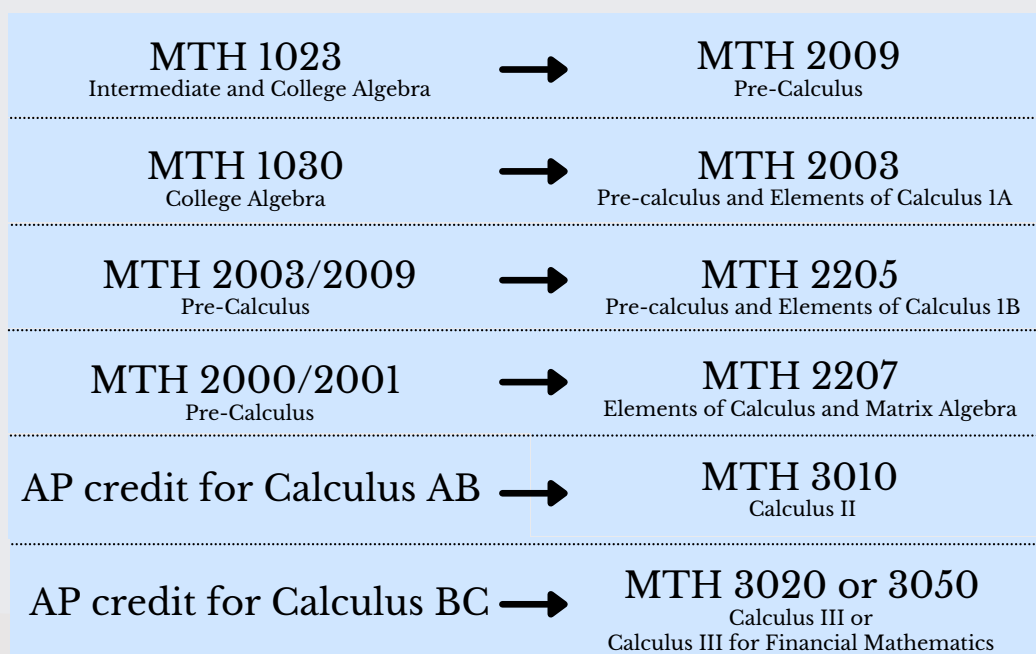 MTH 1023
Intermediate and College Algebra
MTH 2009
Pre-Calculus
MTH 1030
College Algebra
MTH 2003
Pre-calculus and Elements of Calculus 1A
MTH 2003/2009
Pre-Calculus
MTH 2205
Pre-calculus and Elements of Calculus 1B
MTH 2000/2001
Pre-Calculus
MTH 2207
Elements of Calculus and Matrix Algebra
AP credit for Calculus AB
MTH 3010
Calculus II
AP credit for Calculus BC
MTH 3020 or 3050
Calculus III or
Calculus III for Financial Mathematics